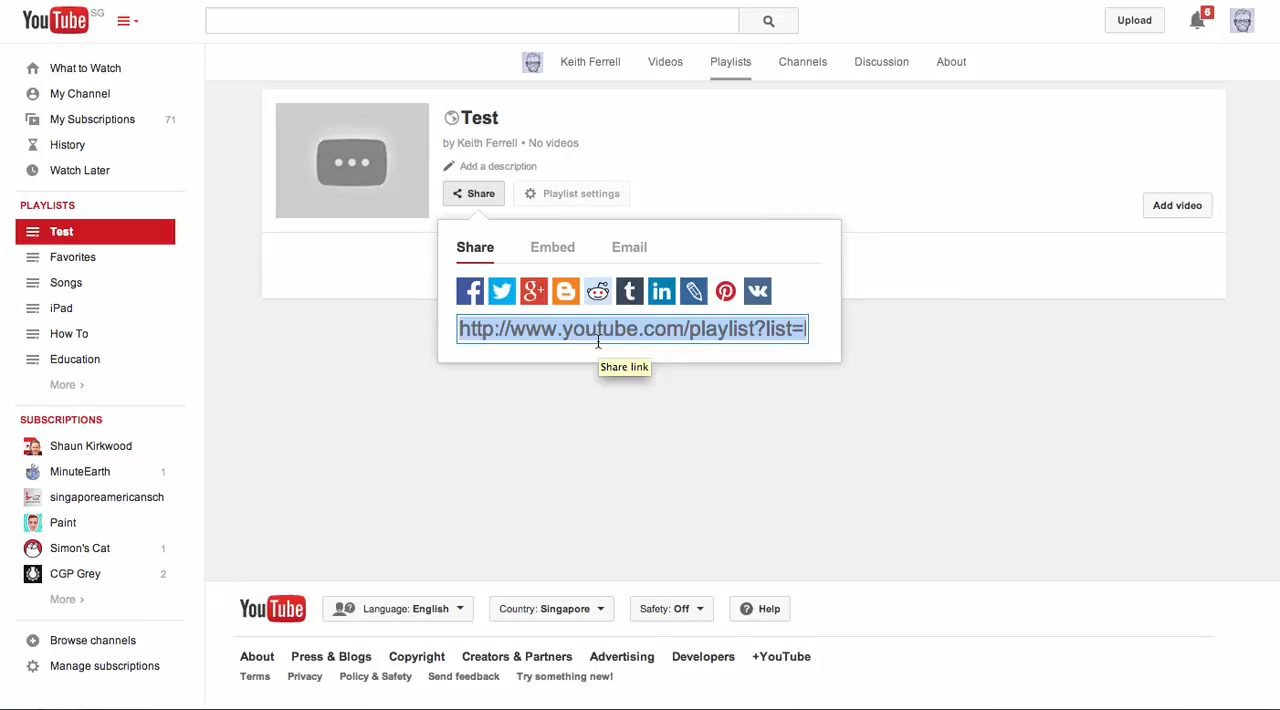 YouTube SG
Upload
6
What to Watch
My Channel
My Subscriptions 71
History
Watch Later
PLAYLISTS
Test
Favorites
Songs
iPad
How To
Education
More ›
SUBSCRIPTIONS
Shaun Kirkwood
MinuteEarth 1
singaporeamericansch
Paint
Simon's Cat 1
CGP Grey 2
More ›
Browse channels
Manage subscriptions
Keith Ferrell Videos Playlists Channels Discussion About
Test
by Keith Ferrell • No videos
Add a description
Share Playlist settings
Add video
Share Embed Email
http://www.youtube.com/playlist?list=
Share link
YouTube Language: English Country: Singapore Safety: Off Help
About Press & Blogs Copyright Creators & Partners Advertising Developers +YouTube
Terms Privacy Policy & Safety Send feedback Try something new!